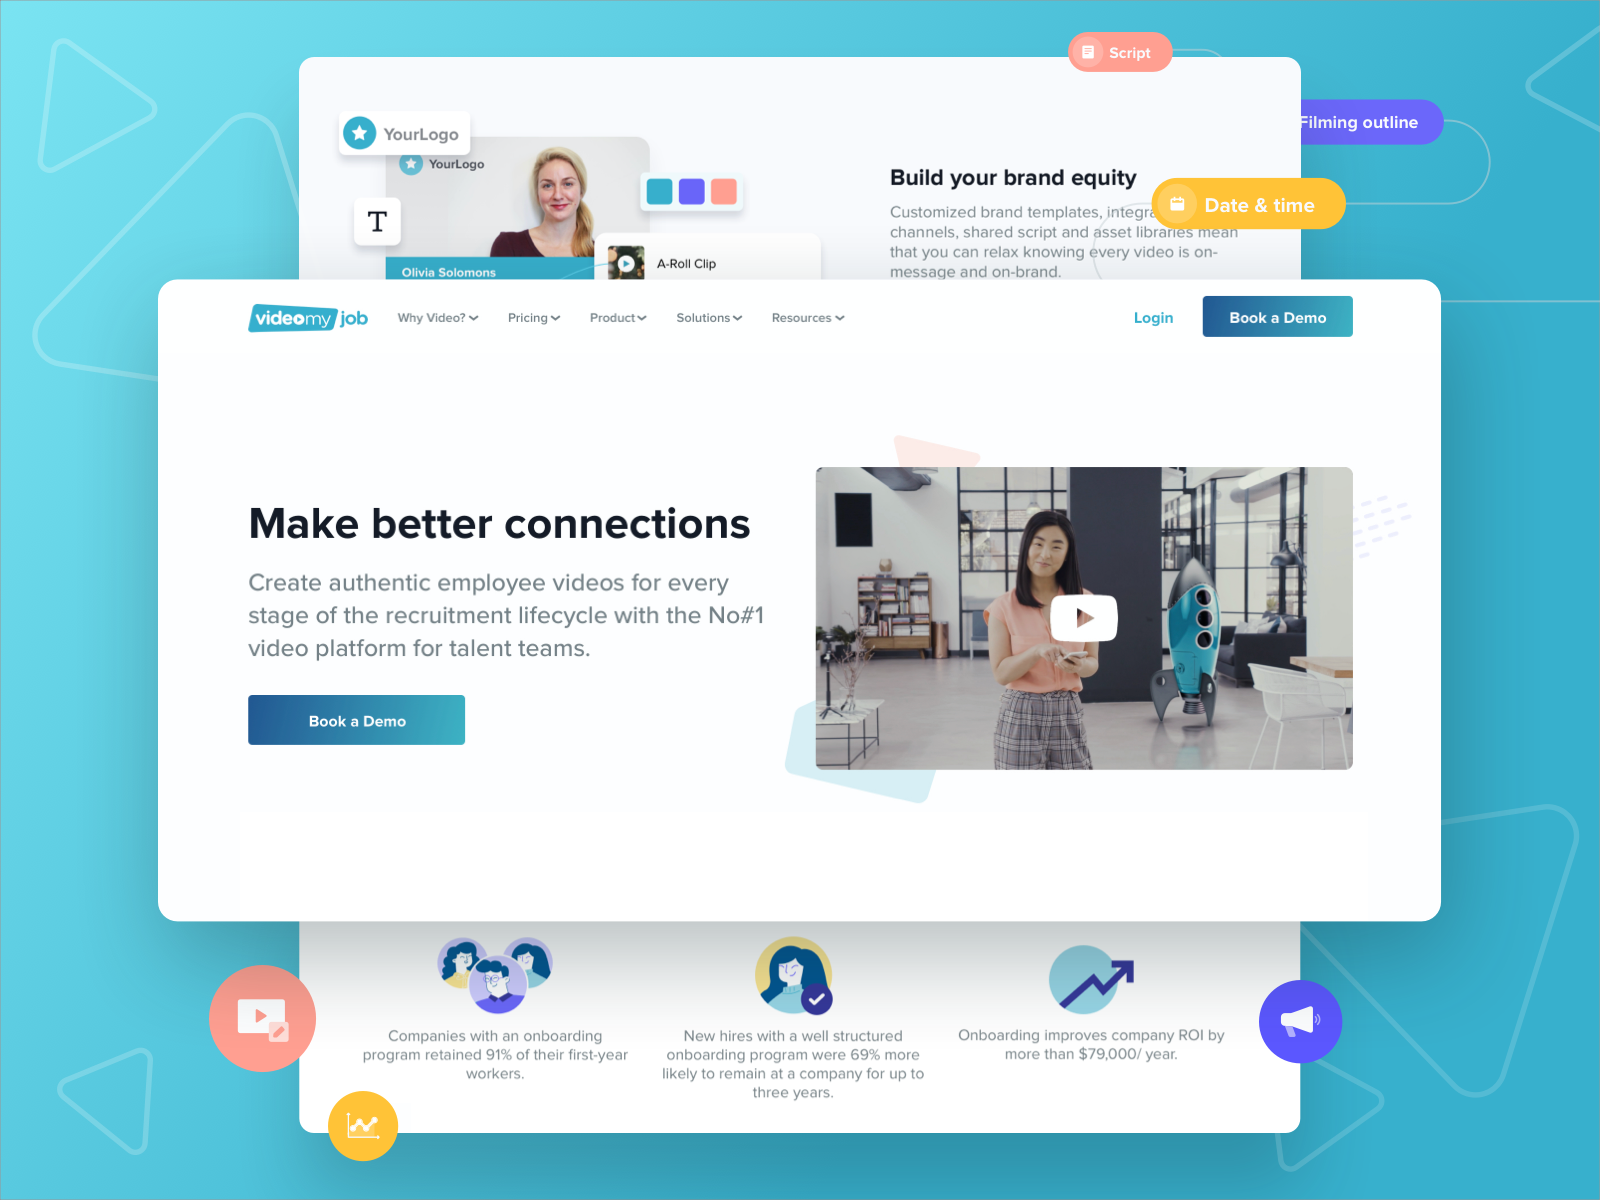 Script
Filming outline
YourLogo
YourLogo
T
Olivia Solomons
A-Roll Clip
Build your brand equity
Date & time
Customized brand templates, integra
channels, shared script and asset libraries mean
that you can relax knowing every video is on-
message and on-brand.
videomyjob
Why Video?
Pricing
Product
Solutions
Resources
Login
Book a Demo
Make better connections
Create authentic employee videos for every
stage of the recruitment lifecycle with the No#1
video platform for talent teams.
Book a Demo
Companies with an onboarding
program retained 91% of their first-year
workers.
New hires with a well structured
onboarding program were 69% more
likely to remain at a company for up to
three years.
Onboarding improves company ROI by
more than $79,000/ year.